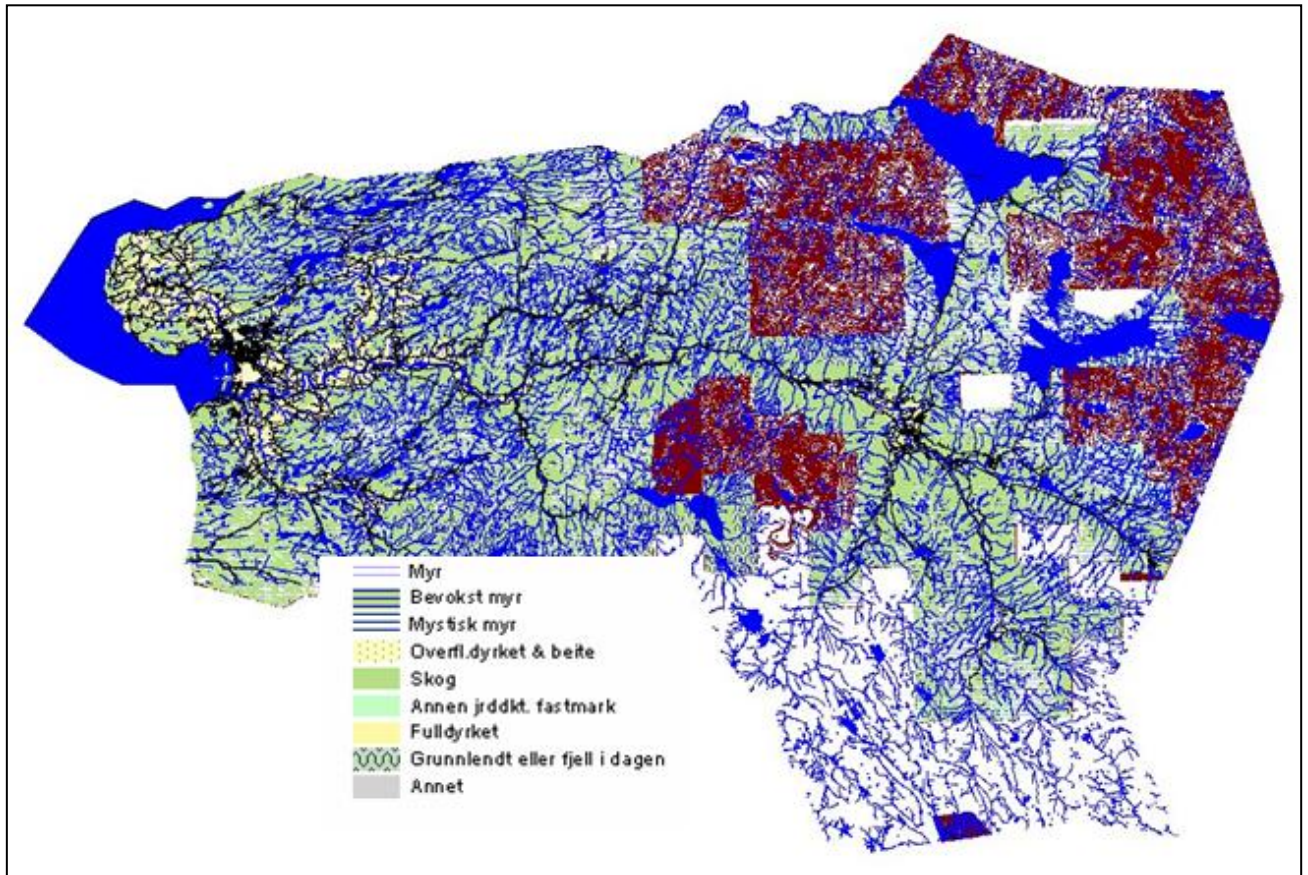 Myr
Bevokst myr
Mystisk myr
Overfl.dyrket & beite
Skog
Annen jrddkt. fastmark
Fulldyrket
Grunnlendt eller fjell i dagen
Annet